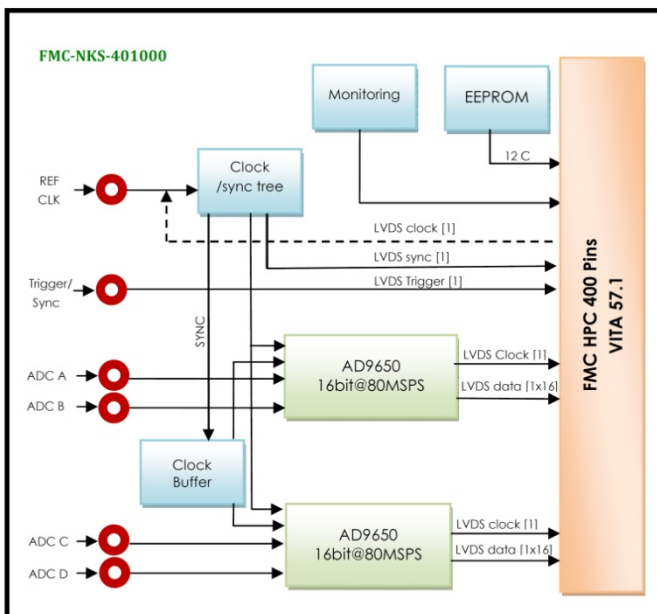 FMC-NKS-401000
Monitoring
EEPROM
12 C
REF
CLK
Clock
/sync tree
LVDS clock [1]
LVDS sync [1]
Trigger/
Sync
LVDS Trigger [1]
SYNC
ADC A
ADC B
AD9650
16bit@80MSPS
LVDS Clock [1]
LVDS data [1x16]
Clock
Buffer
ADC C
ADC D
AD9650
16bit@80MSPS
LVDS clock [1]
LVDS data [1x16]
FMC HPC 400 Pins
VITA 57.1